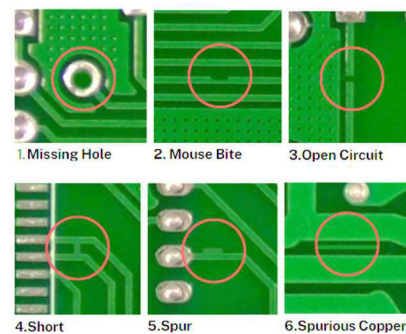 1.Missing Hole
2. Mouse Bite
3.Open Circuit
4.Short
5.Spur
6.Spurious Copper